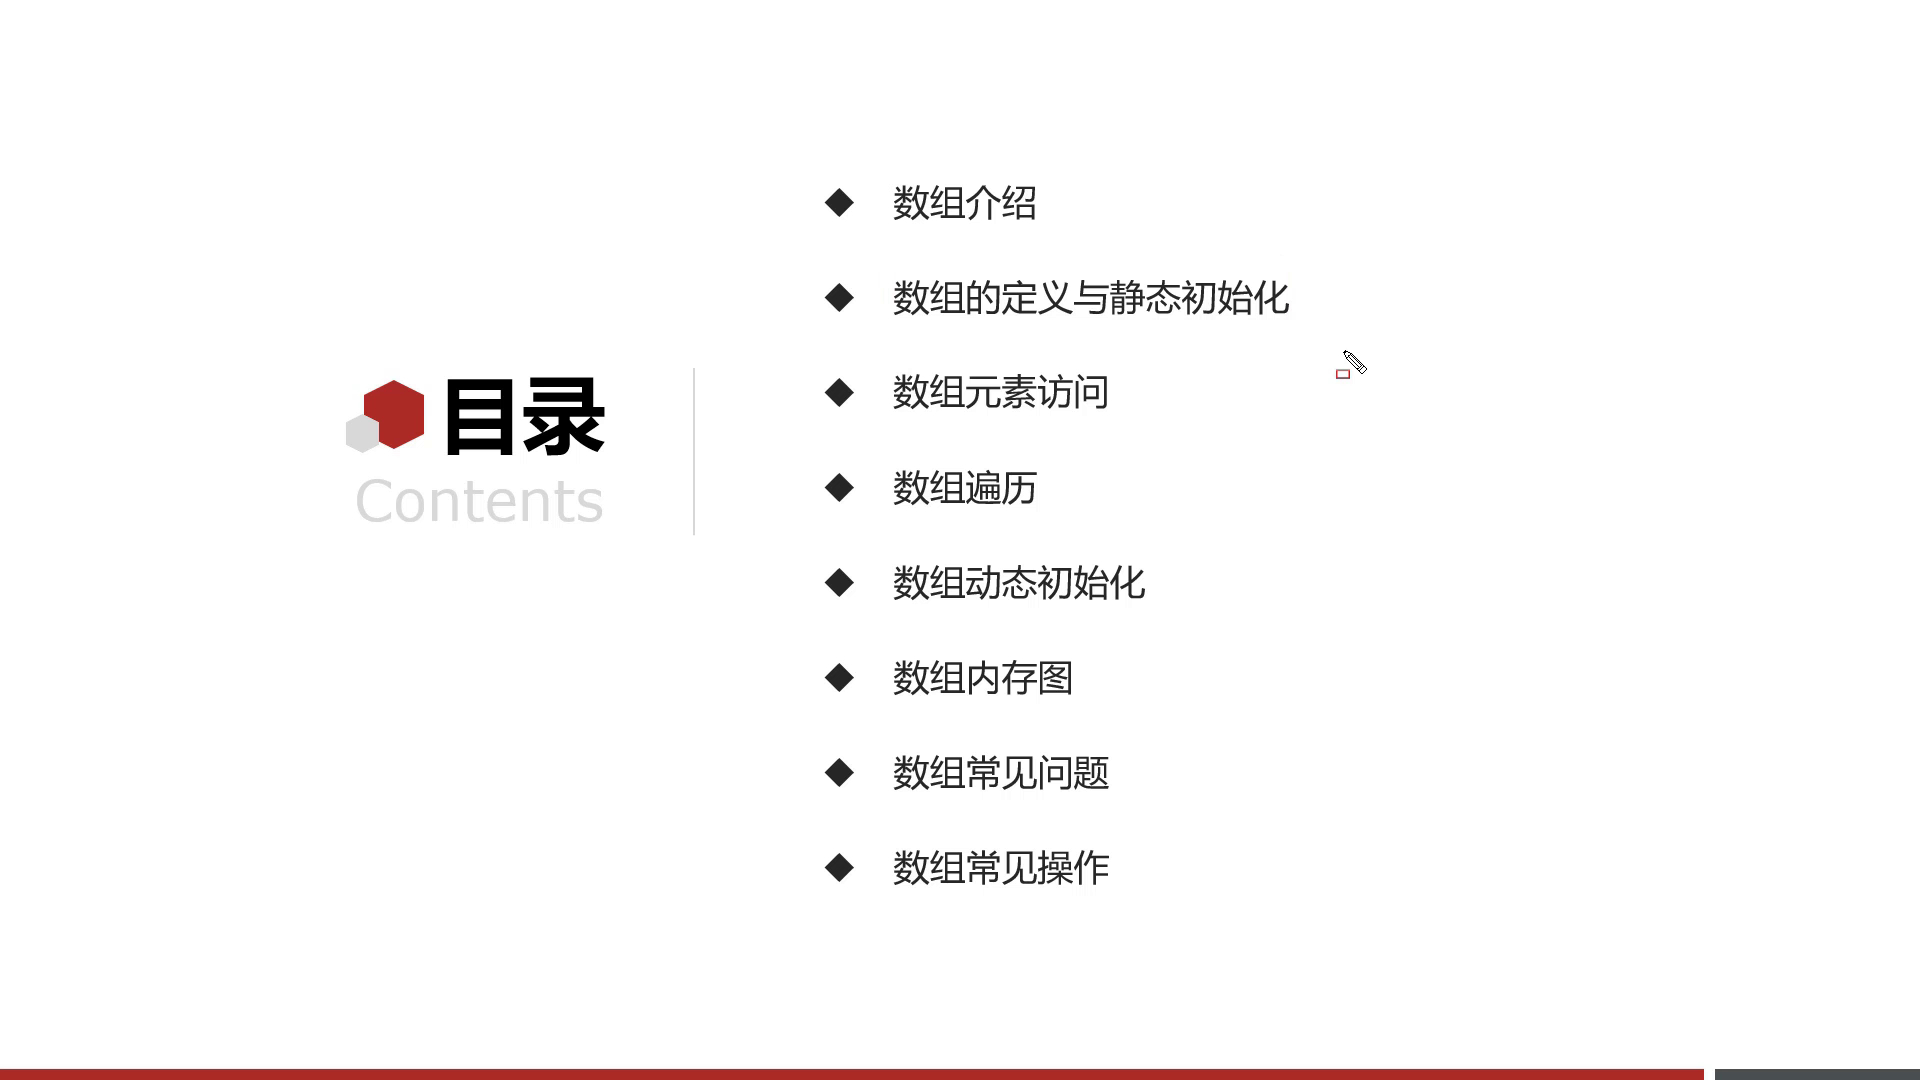 目录
Contents
数组介绍
数组的定义与静态初始化
数组元素访问
数组遍历
数组动态初始化
数组内存图
数组常见问题
数组常见操作